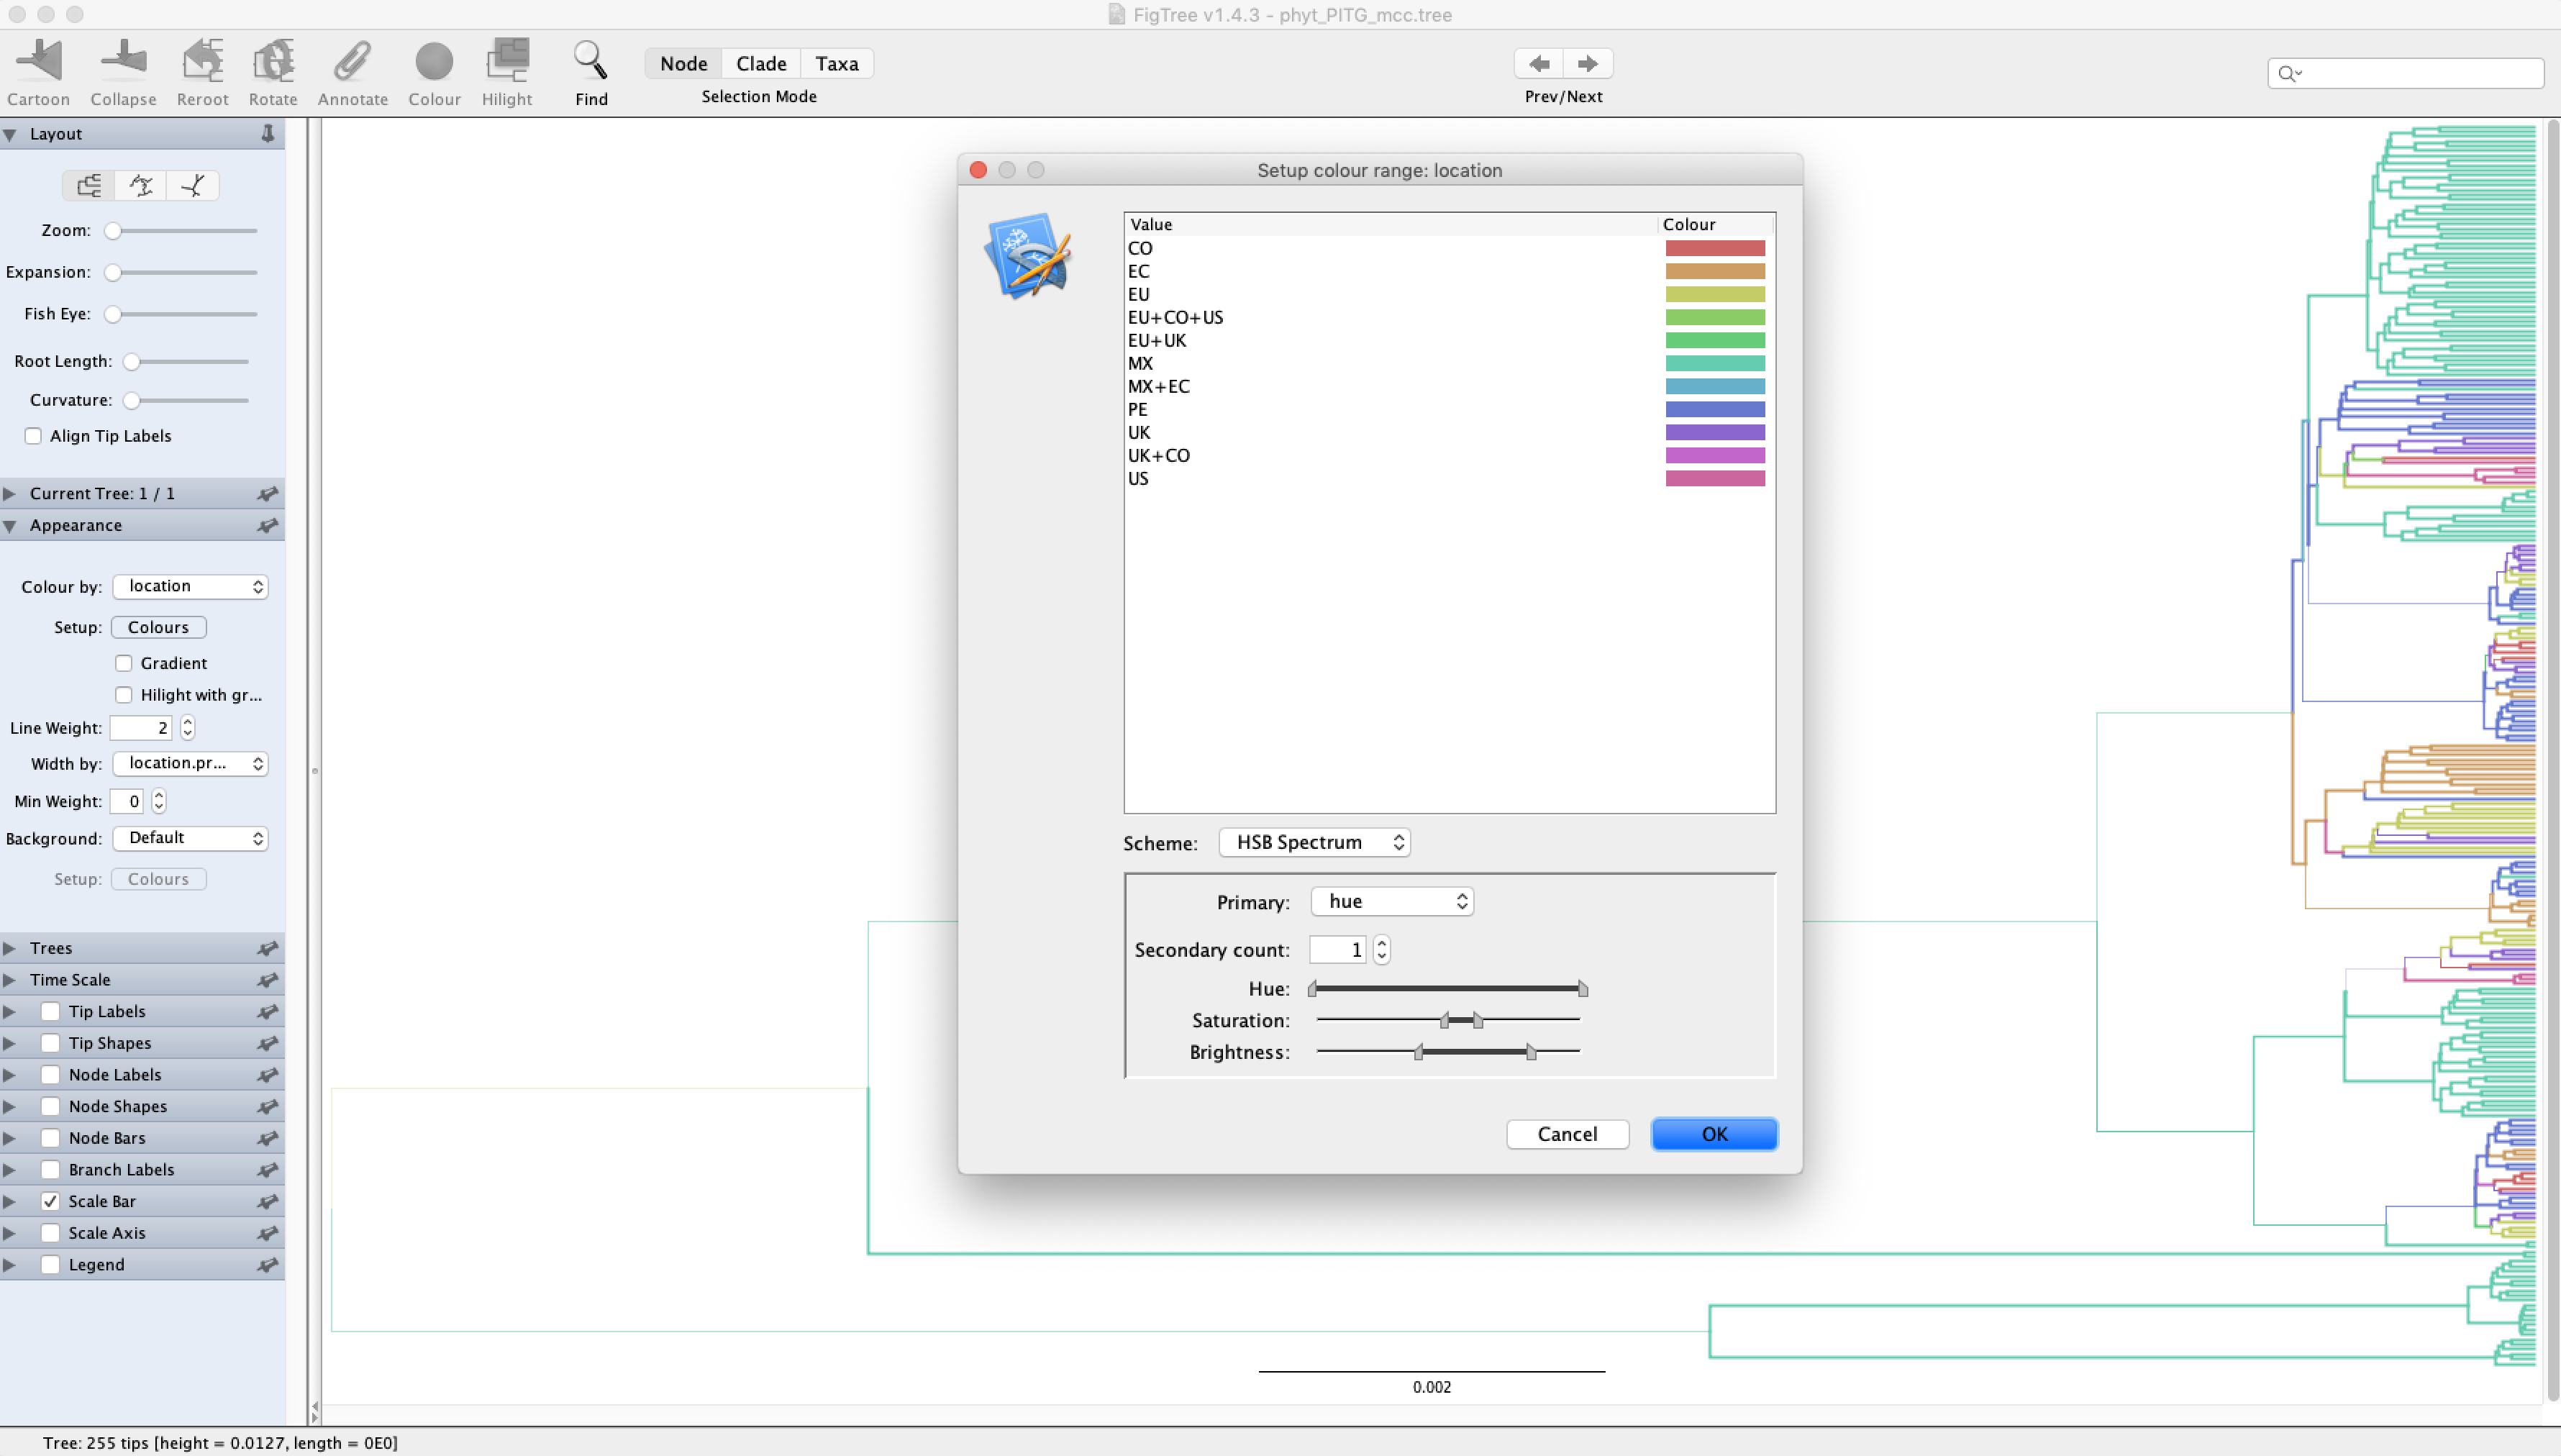 FigTree v1.4.3 - phyt_PITG_mcc.tree
Cartoon Collapse Reroot Rotate Annotate Colour Hilight Find
Node Clade Taxa
Selection Mode
Prev/Next
Layout
Zoom:
Expansion:
Fish Eye:
Root Length:
Curvature:
Align Tip Labels
Current Tree: 1 / 1
Appearance
Colour by: location
Setup: Colours
Gradient
Hilight with gr...
Line Weight: 2
Width by: location.pr...
Min Weight: 0
Background: Default
Setup: Colours
Trees
Time Scale
Tip Labels
Tip Shapes
Node Labels
Node Shapes
Node Bars
Branch Labels
Scale Bar
Scale Axis
Legend
Setup colour range: location
Value Colour
CO
EC
EU
EU+CO+US
EU+UK
MX
MX+EC
PE
UK
UK+CO
US
Scheme: HSB Spectrum
Primary: hue
Secondary count: 1
Hue:
Saturation:
Brightness:
Cancel OK
0.002
Tree: 255 tips [height = 0.0127, length = 0E0]